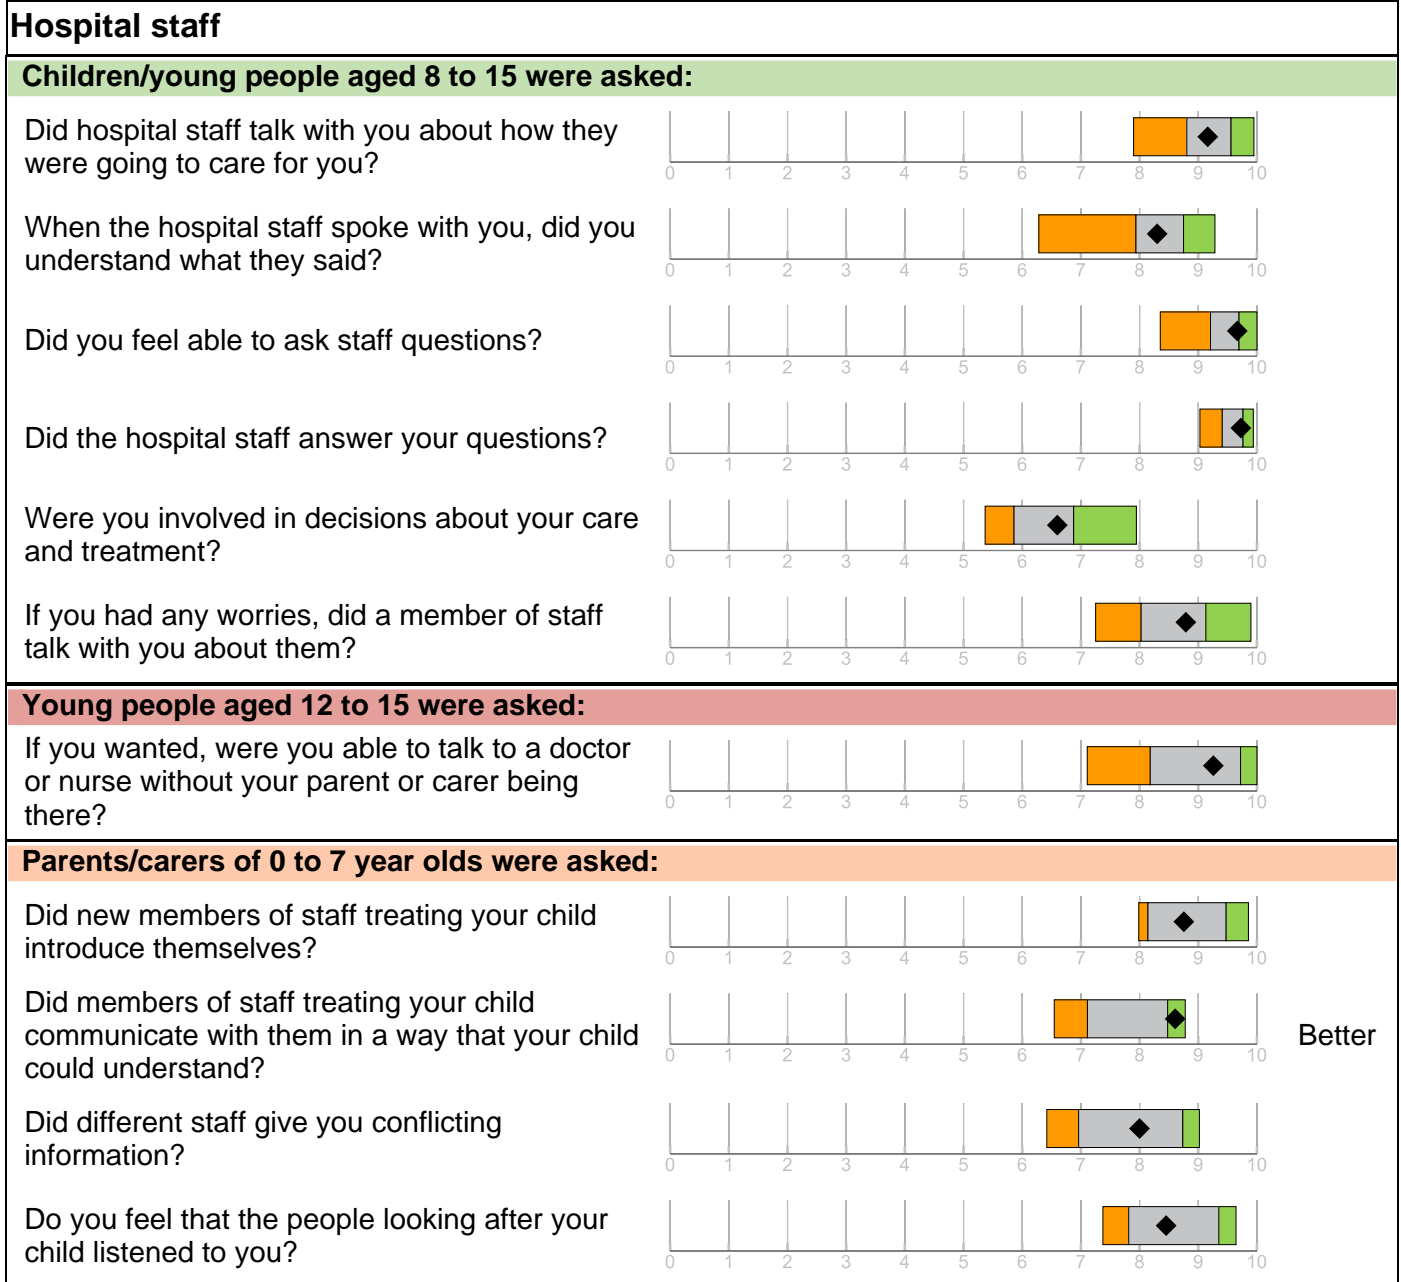 Hospital staff
Children/young people aged 8 to 15 were asked:
Did hospital staff talk with you about how they
were going to care for you?
0 1 2 3 4 5 6 7 8 9 10
When the hospital staff spoke with you, did you
understand what they said?
0 1 2 3 4 5 6 7 8 9 10
Did you feel able to ask staff questions?
0 1 2 3 4 5 6 7 8 9 10
Did the hospital staff answer your questions?
0 1 2 3 4 5 6 7 8 9 10
Were you involved in decisions about your care
and treatment?
0 1 2 3 4 5 6 7 8 9 10
If you had any worries, did a member of staff
talk with you about them?
0 1 2 3 4 5 6 7 8 9 10
Young people aged 12 to 15 were asked:
If you wanted, were you able to talk to a doctor
or nurse without your parent or carer being
there?
0 1 2 3 4 5 6 7 8 9 10
Parents/carers of 0 to 7 year olds were asked:
Did new members of staff treating your child
introduce themselves?
0 1 2 3 4 5 6 7 8 9 10
Did members of staff treating your child
communicate with them in a way that your child
could understand?
0 1 2 3 4 5 6 7 8 9 10
Better
Did different staff give you conflicting
information?
0 1 2 3 4 5 6 7 8 9 10
Do you feel that the people looking after your
child listened to you?
0 1 2 3 4 5 6 7 8 9 10